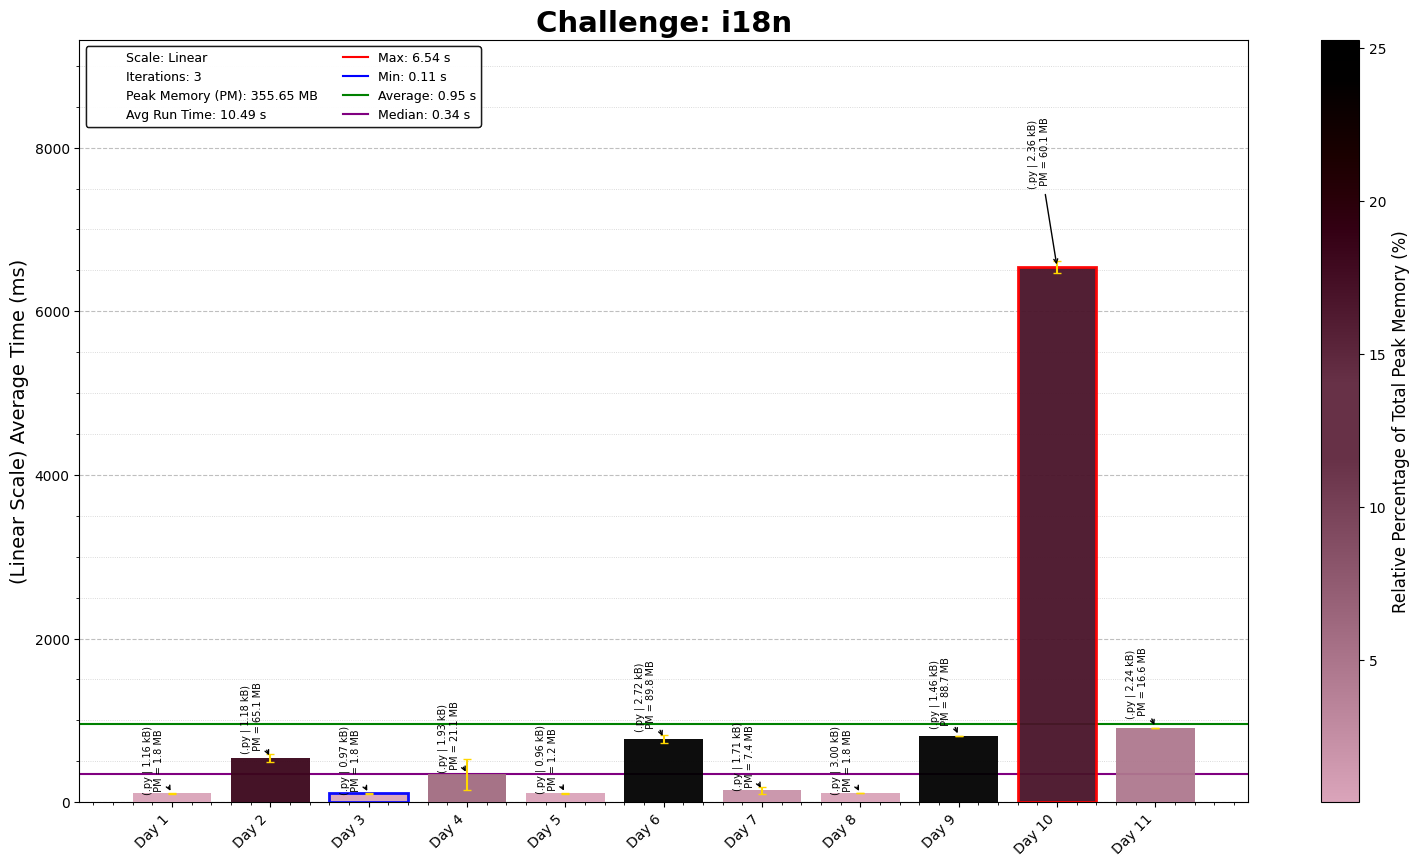 Challenge: i18n
Scale: Linear
Iterations: 3
Peak Memory (PM): 355.65 MB
Avg Run Time: 10.49 s
Max: 6.54 s
Min: 0.11 s
Average: 0.95 s
Median: 0.34 s
(Linear Scale) Average Time (ms)
8000
6000
4000
2000
0
(.py | 1.16 kB)
PM = 1.8 MB
(.py | 1.18 kB)
PM = 65.1 MB
(.py | 0.97 kB)
PM = 1.8 MB
(.py | 1.93 kB)
PM = 21.1 MB
(.py | 0.96 kB)
PM = 1.2 MB
(.py | 2.72 kB)
PM = 89.8 MB
(.py | 1.71 kB)
PM = 7.4 MB
(.py | 3.00 kB)
PM = 1.8 MB
(.py | 1.46 kB)
PM = 88.7 MB
(.py | 2.36 kB)
PM = 60.1 MB
(.py | 2.24 kB)
PM = 16.6 MB
Day 1
Day 2
Day 3
Day 4
Day 5
Day 6
Day 7
Day 8
Day 9
Day 10
Day 11
25
20
15
10
5
Relative Percentage of Total Peak Memory (%)